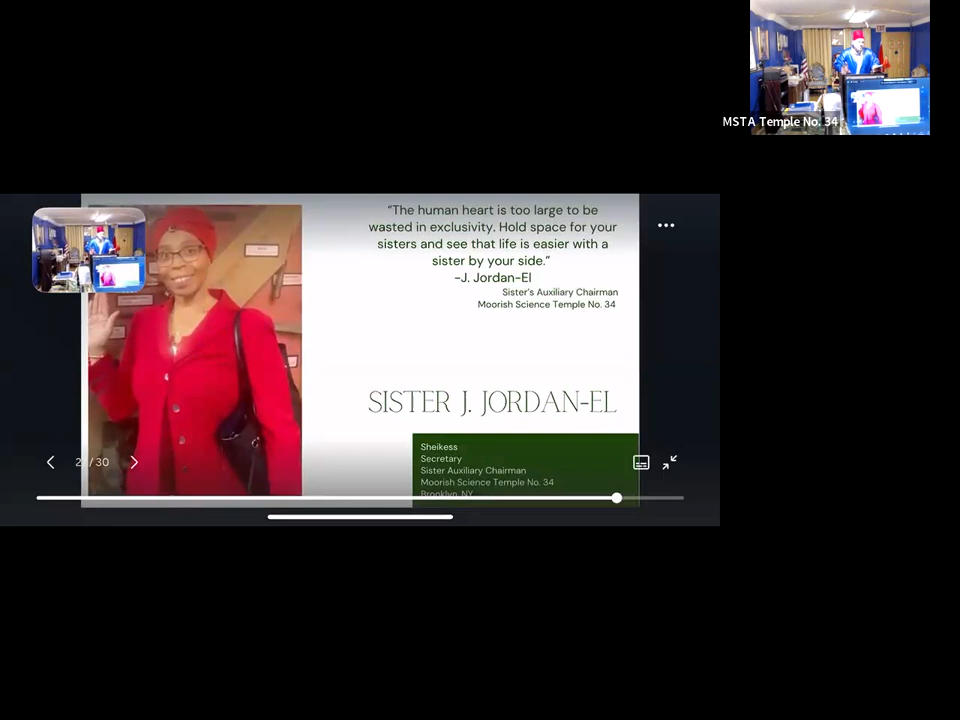 MSTA Temple No. 34
“The human heart is too large to be
wasted in exclusivity. Hold space for your
sisters and see that life is easier with a
sister by your side.”
-J. Jordan-El
Sister's Auxiliary Chairman
Moorish Science Temple No. 34
SISTER J. JORDAN-EL
Sheikess
Secretary
Sister Auxiliary Chairman
Moorish Science Temple No. 34
Brooklyn, NY
/ 30